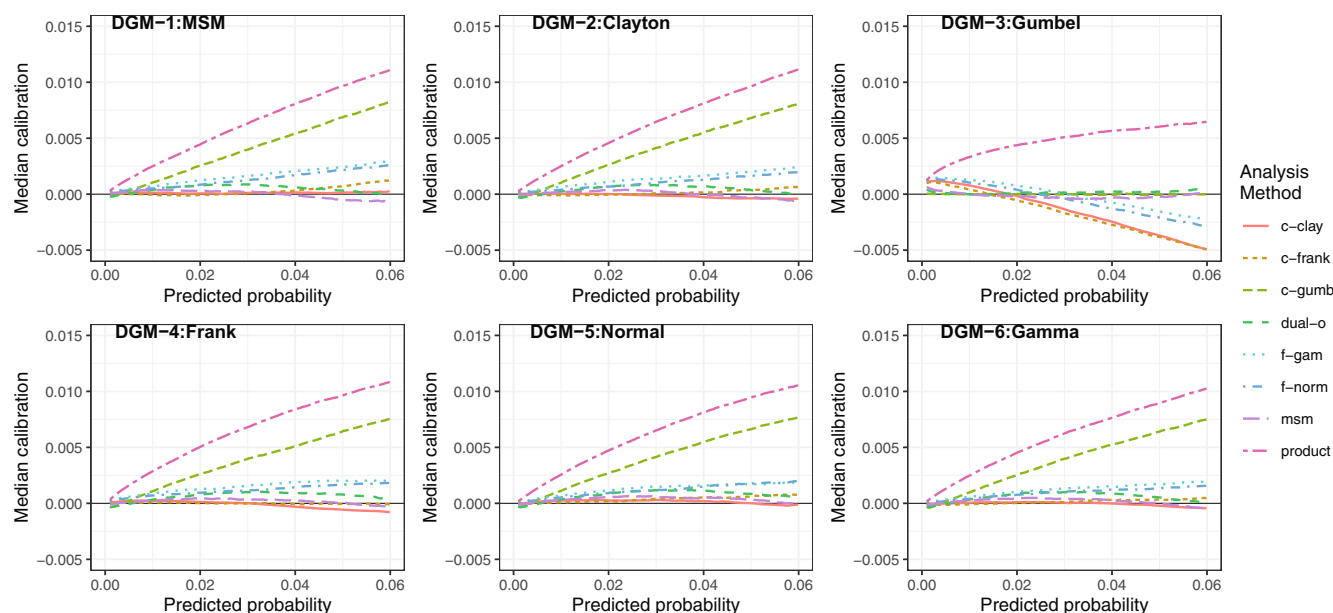 DGM−1:MSM
DGM−2:Clayton
DGM−3:Gumbel
0.015
0.010
0.005
0.000
−0.005
Median calibration
0.00 0.02 0.04 0.06
Predicted probability
0.015
0.010
0.005
0.000
−0.005
Median calibration
0.00 0.02 0.04 0.06
Predicted probability
0.015
0.010
0.005
0.000
−0.005
Median calibration
0.00 0.02 0.04 0.06
Predicted probability
DGM−4:Frank
DGM−5:Normal
DGM−6:Gamma
0.015
0.010
0.005
0.000
−0.005
Median calibration
0.00 0.02 0.04 0.06
Predicted probability
0.015
0.010
0.005
0.000
−0.005
Median calibration
0.00 0.02 0.04 0.06
Predicted probability
0.015
0.010
0.005
0.000
−0.005
Median calibration
0.00 0.02 0.04 0.06
Predicted probability
Analysis
Method
c−clay
c−frank
c−gumb
dual−o
f−gam
f−norm
msm
product